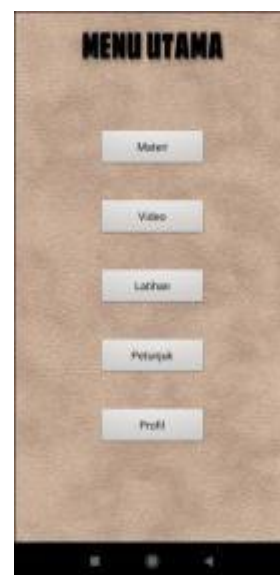 MENU UTAMA
Materi
Video
Latihan
Petunjuk
Profil